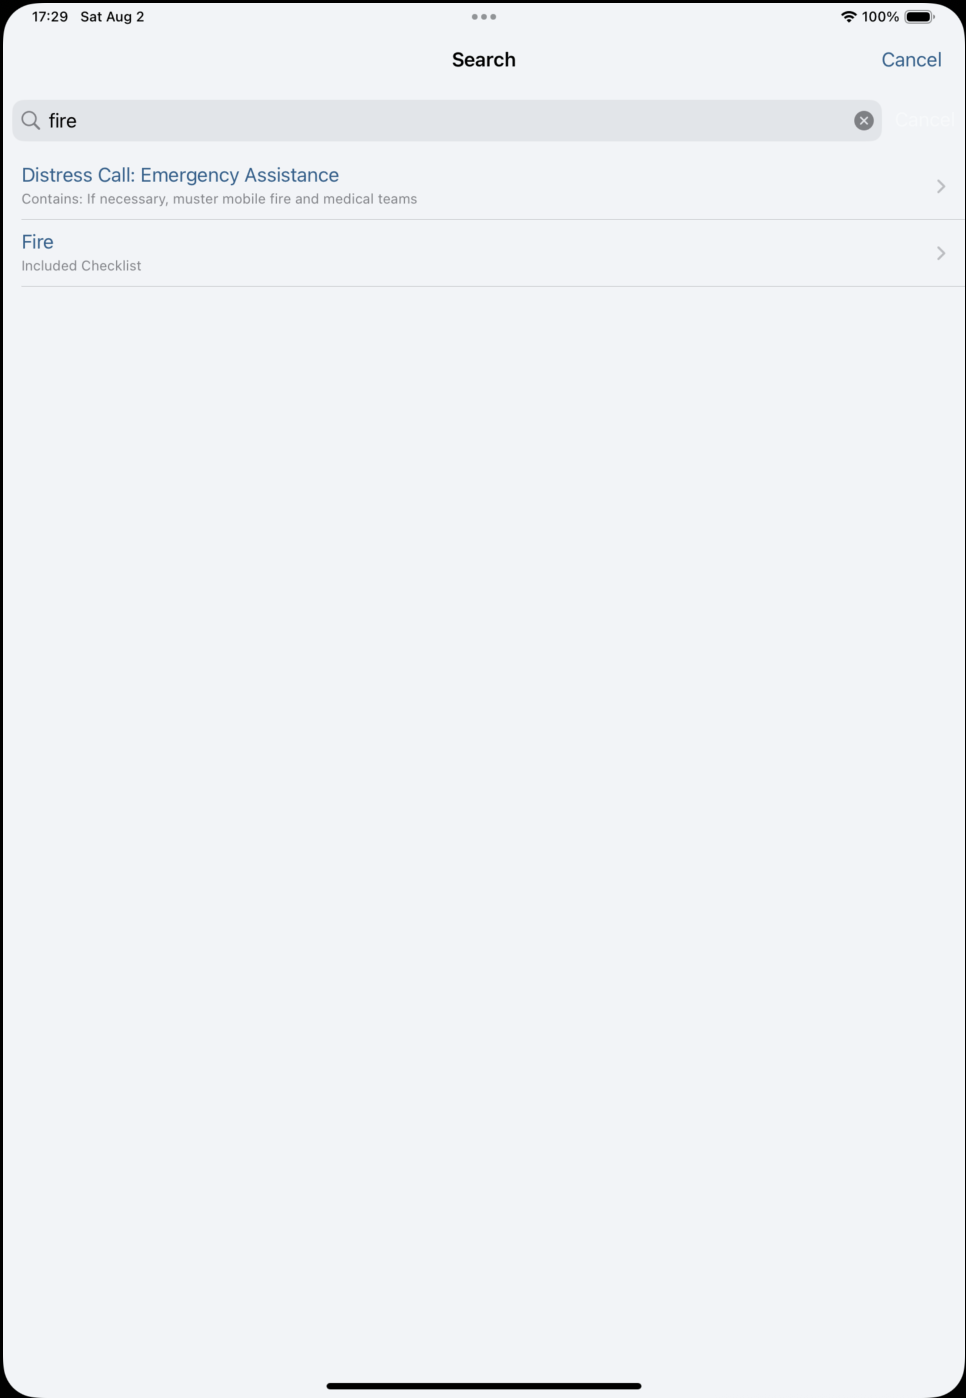 17:29 Sat Aug 2
100%
Search
Cancel
fire
Cancel
Distress Call: Emergency Assistance
Contains: If necessary, muster mobile fire and medical teams
Fire
Included Checklist